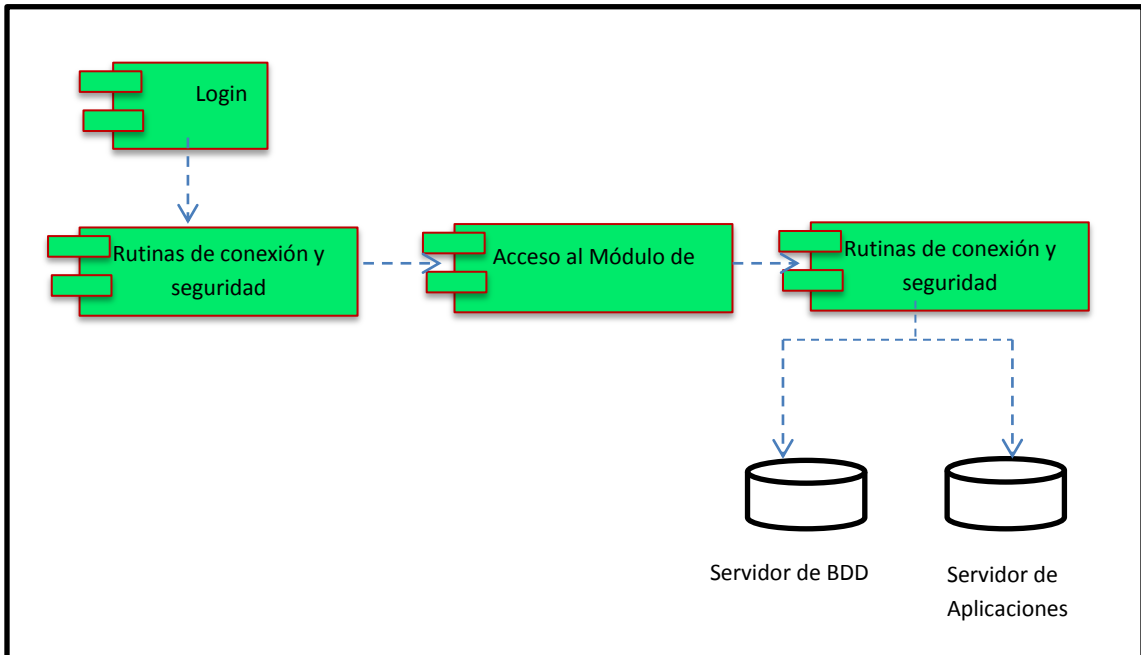 Login
Rutinas de conexión y
seguridad
Acceso al Módulo de
Rutinas de conexión y
seguridad
Servidor de BDD
Servidor de
Aplicaciones